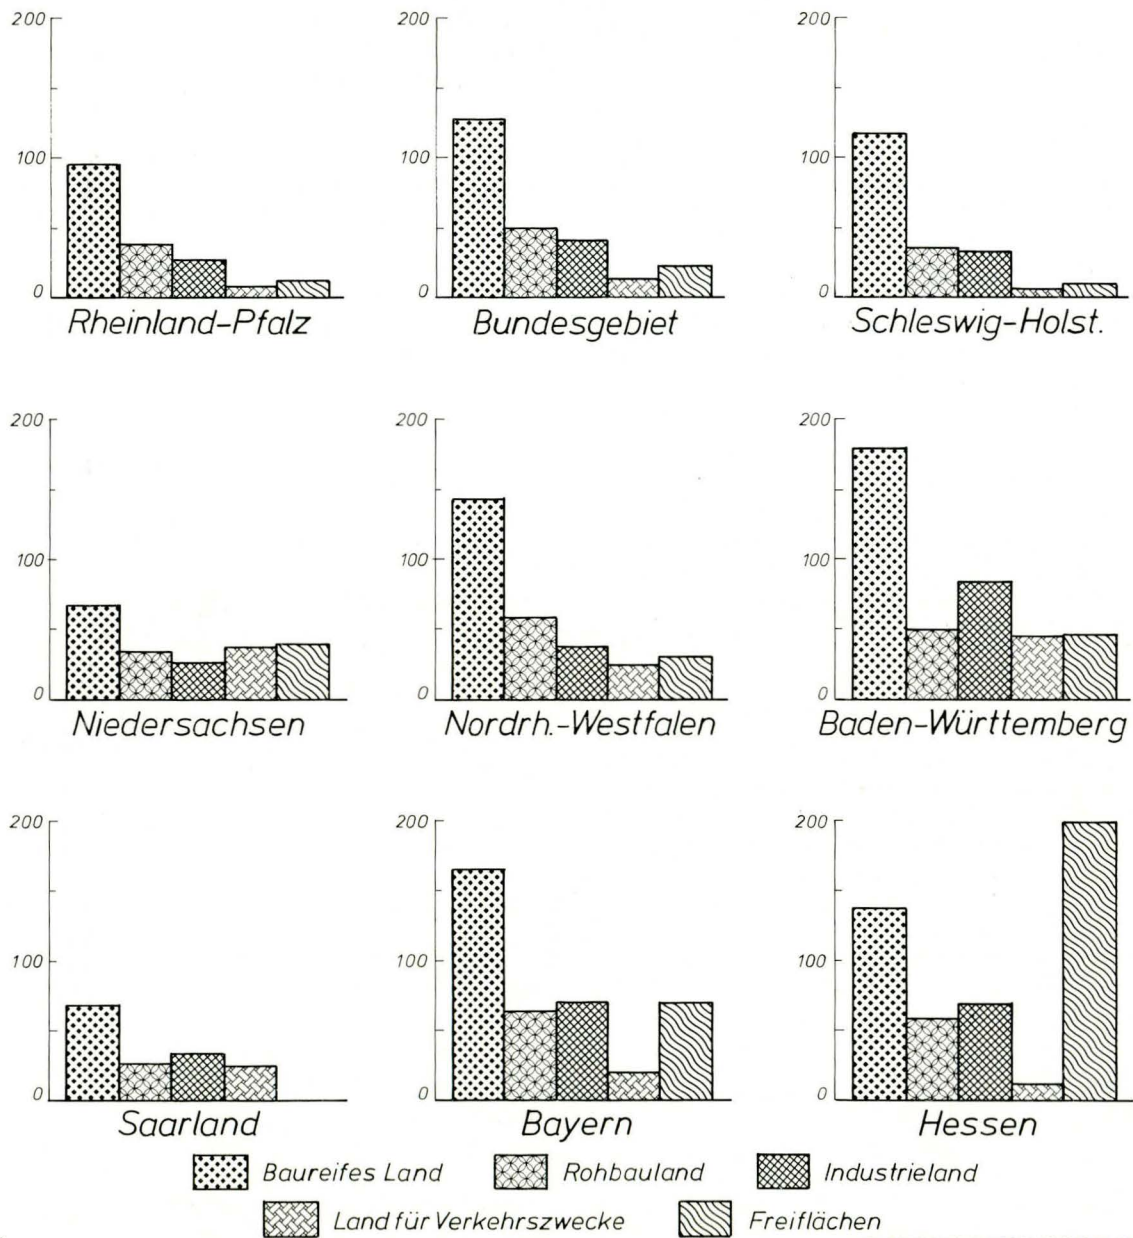 200 200 200
100 100 100
0 0 0
Rheinland-Pfalz Bundesgebiet Schleswig-Holst.
200 200 200
100 100 100
0 0 0
Niedersachsen Nordrh.-Westfalen Baden-Württemberg
200 200 200
100 100 100
0 0 0
Saarland Bayern Hessen
Baureifes Land Rohbauland Industrieland
Land für Verkehrszwecke Freiflächen